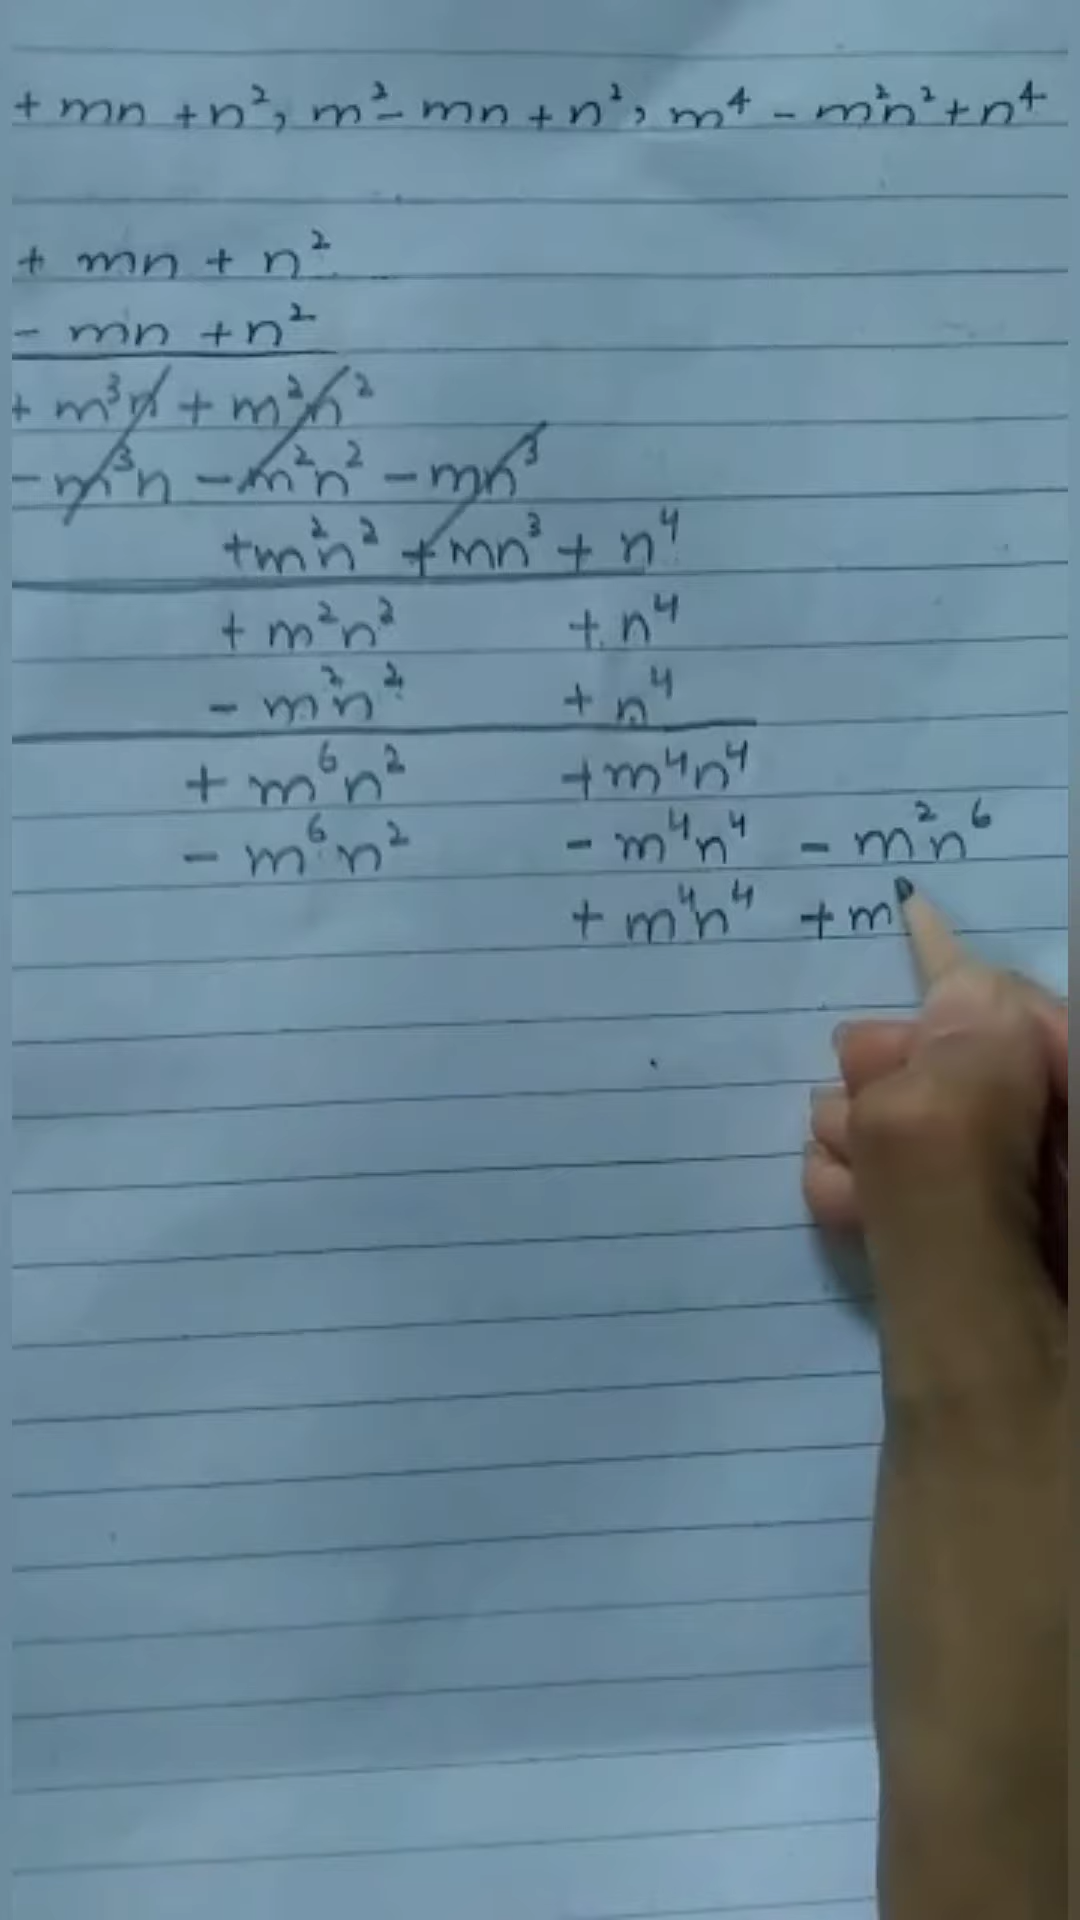 + mn + n², m² - mn + n², m⁴ - m²n² + n⁴
+ mn + n²
- mn + n²
+ m³n + m²n²
- m³n - m²n² - mn³
+ m²n² + mn³ + n⁴
+ m²n² + n⁴
- m²n² + n⁴
+ m⁶n² + m⁴n⁴
- m⁶n² - m⁴n⁴ - m²n⁶
+ m⁴n⁴ + m